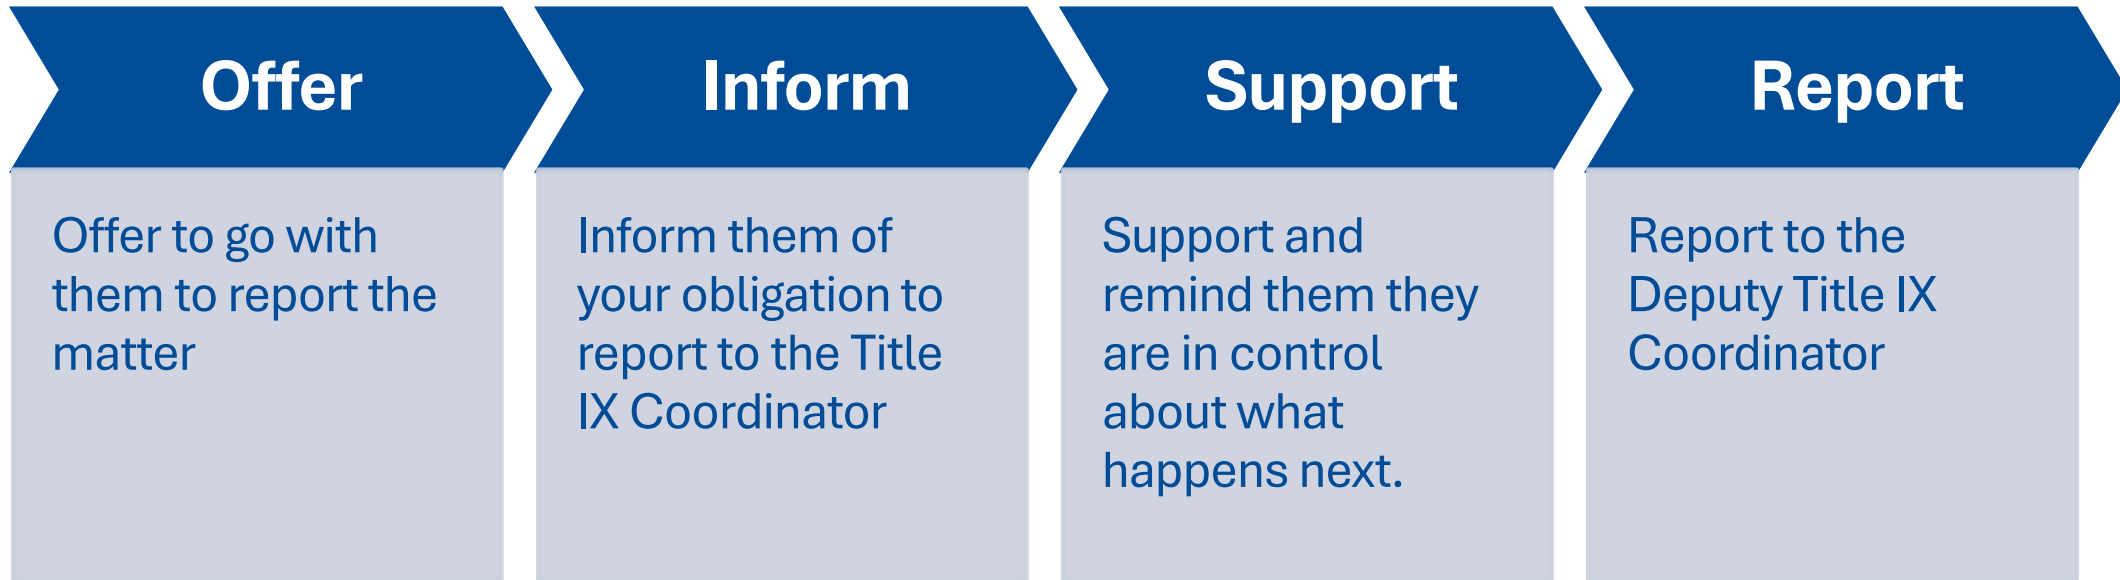 Offer
Offer to go with
them to report the
matter
Inform
Inform them of
your obligation to
report to the Title
IX Coordinator
Support
Support and
remind them they
are in control
about what
happens next.
Report
Report to the
Deputy Title IX
Coordinator